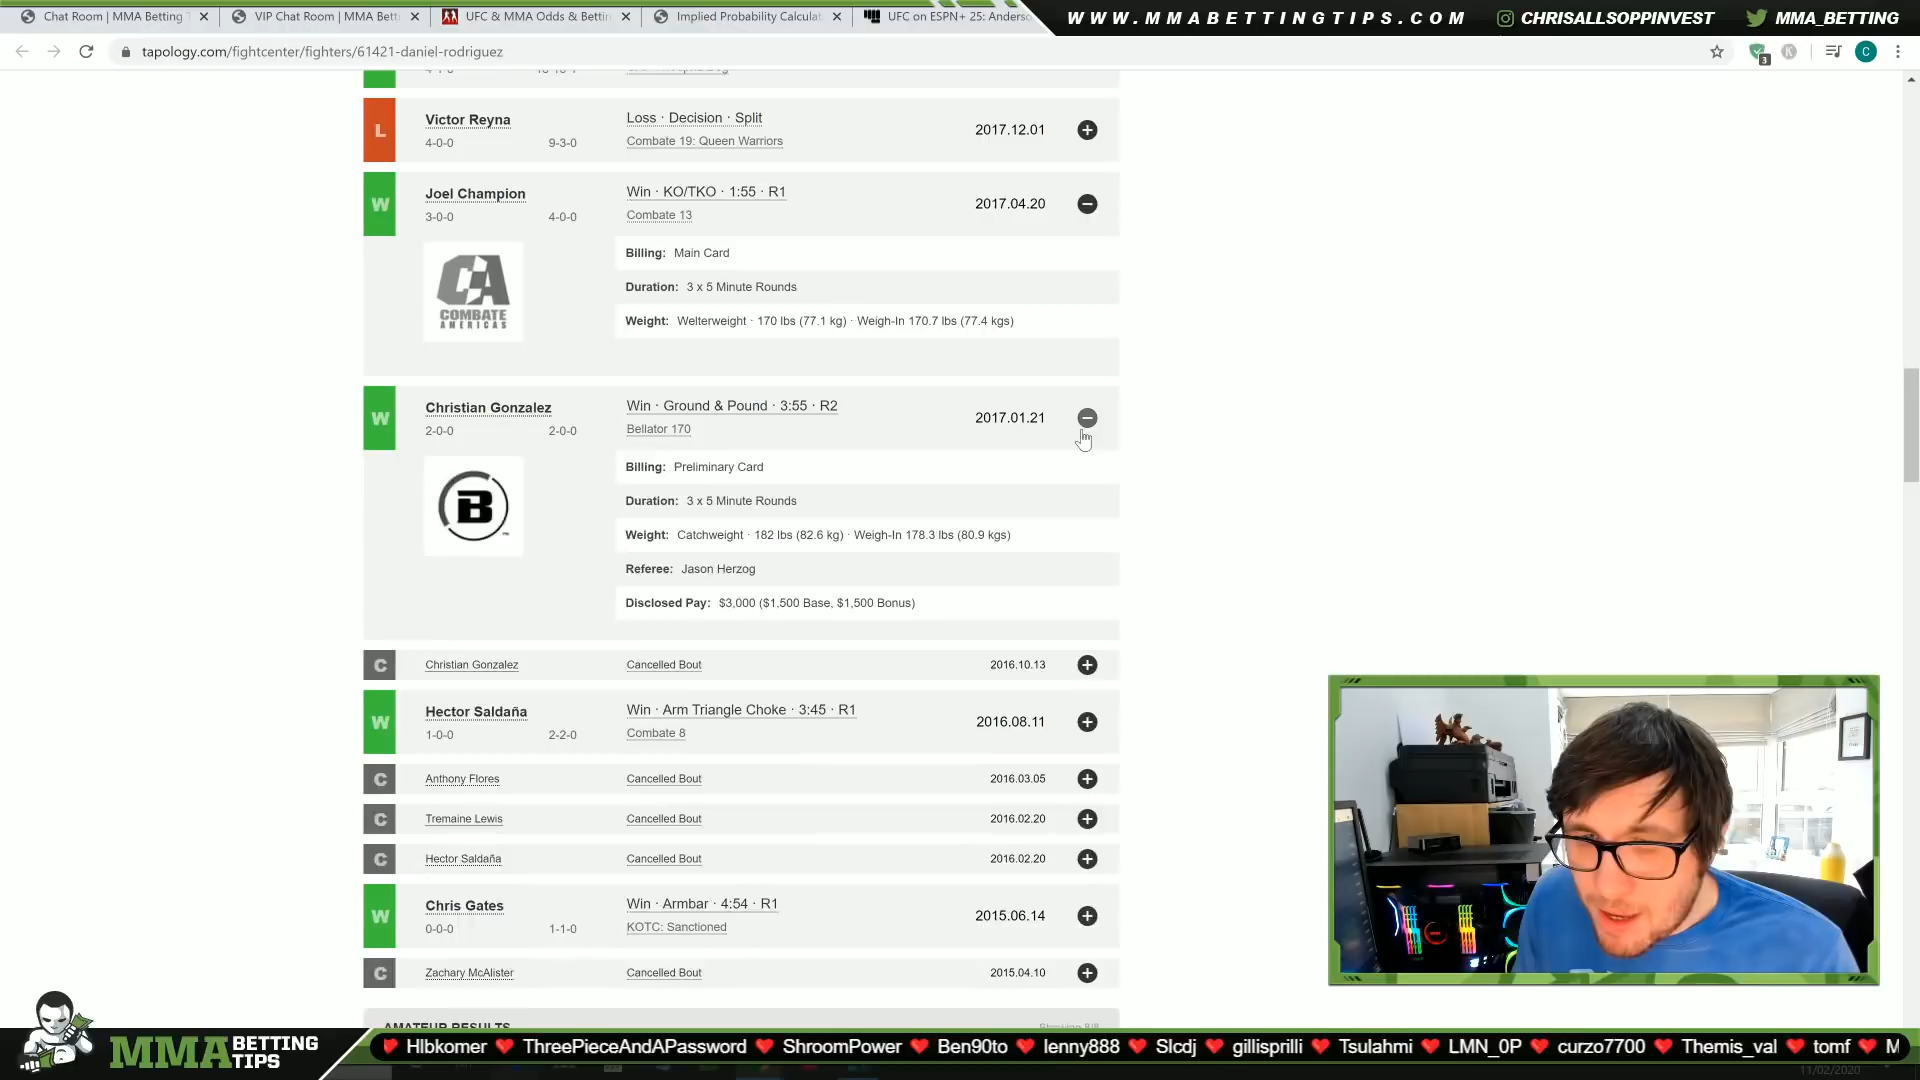 Chat Room | MMA Betting
VIP Chat Room | MMA Bett
UFC & MMA Odds & Bettin
Implied Probability Calculat
UFC on ESPN+ 25: Anders
WWW.MMABETTINGTIPS.COM
CHRISALLSOPPINVEST
MMA_BETTING
tapology.com/fightcenter/fighters/61421-daniel-rodriguez
3
K
C
L
Victor Reyna
Loss · Decision · Split
4-0-0
9-3-0
Combate 19: Queen Warriors
2017.12.01
W
Joel Champion
Win · KO/TKO · 1:55 · R1
3-0-0
4-0-0
Combate 13
2017.04.20
CA
COMBATE
AMERICAS
Billing: Main Card
Duration: 3 x 5 Minute Rounds
Weight: Welterweight · 170 lbs (77.1 kg) · Weigh-In 170.7 lbs (77.4 kgs)
W
Christian Gonzalez
Win · Ground & Pound · 3:55 · R2
2-0-0
2-0-0
Bellator 170
2017.01.21
B
Billing: Preliminary Card
Duration: 3 x 5 Minute Rounds
Weight: Catchweight · 182 lbs (82.6 kg) · Weigh-In 178.3 lbs (80.9 kgs)
Referee: Jason Herzog
Disclosed Pay: $3,000 ($1,500 Base, $1,500 Bonus)
C
Christian Gonzalez
Cancelled Bout
2016.10.13
W
Hector Saldaña
Win · Arm Triangle Choke · 3:45 · R1
1-0-0
2-2-0
Combate 8
2016.08.11
C
Anthony Flores
Cancelled Bout
2016.03.05
C
Tremaine Lewis
Cancelled Bout
2016.02.20
C
Hector Saldaña
Cancelled Bout
2016.02.20
W
Chris Gates
Win · Armbar · 4:54 · R1
0-0-0
1-1-0
KOTC: Sanctioned
2015.06.14
C
Zachary McAlister
Cancelled Bout
2015.04.10
AMATEUR RESULTS
MMA BETTING TIPS
Hlbkomer ThreePieceAndAPassword ShroomPower Ben90to lenny888 Slcdj gillisprilli Tsulahmi LMN_0P curzo7700 Themis_val tomf M
11/02/2020